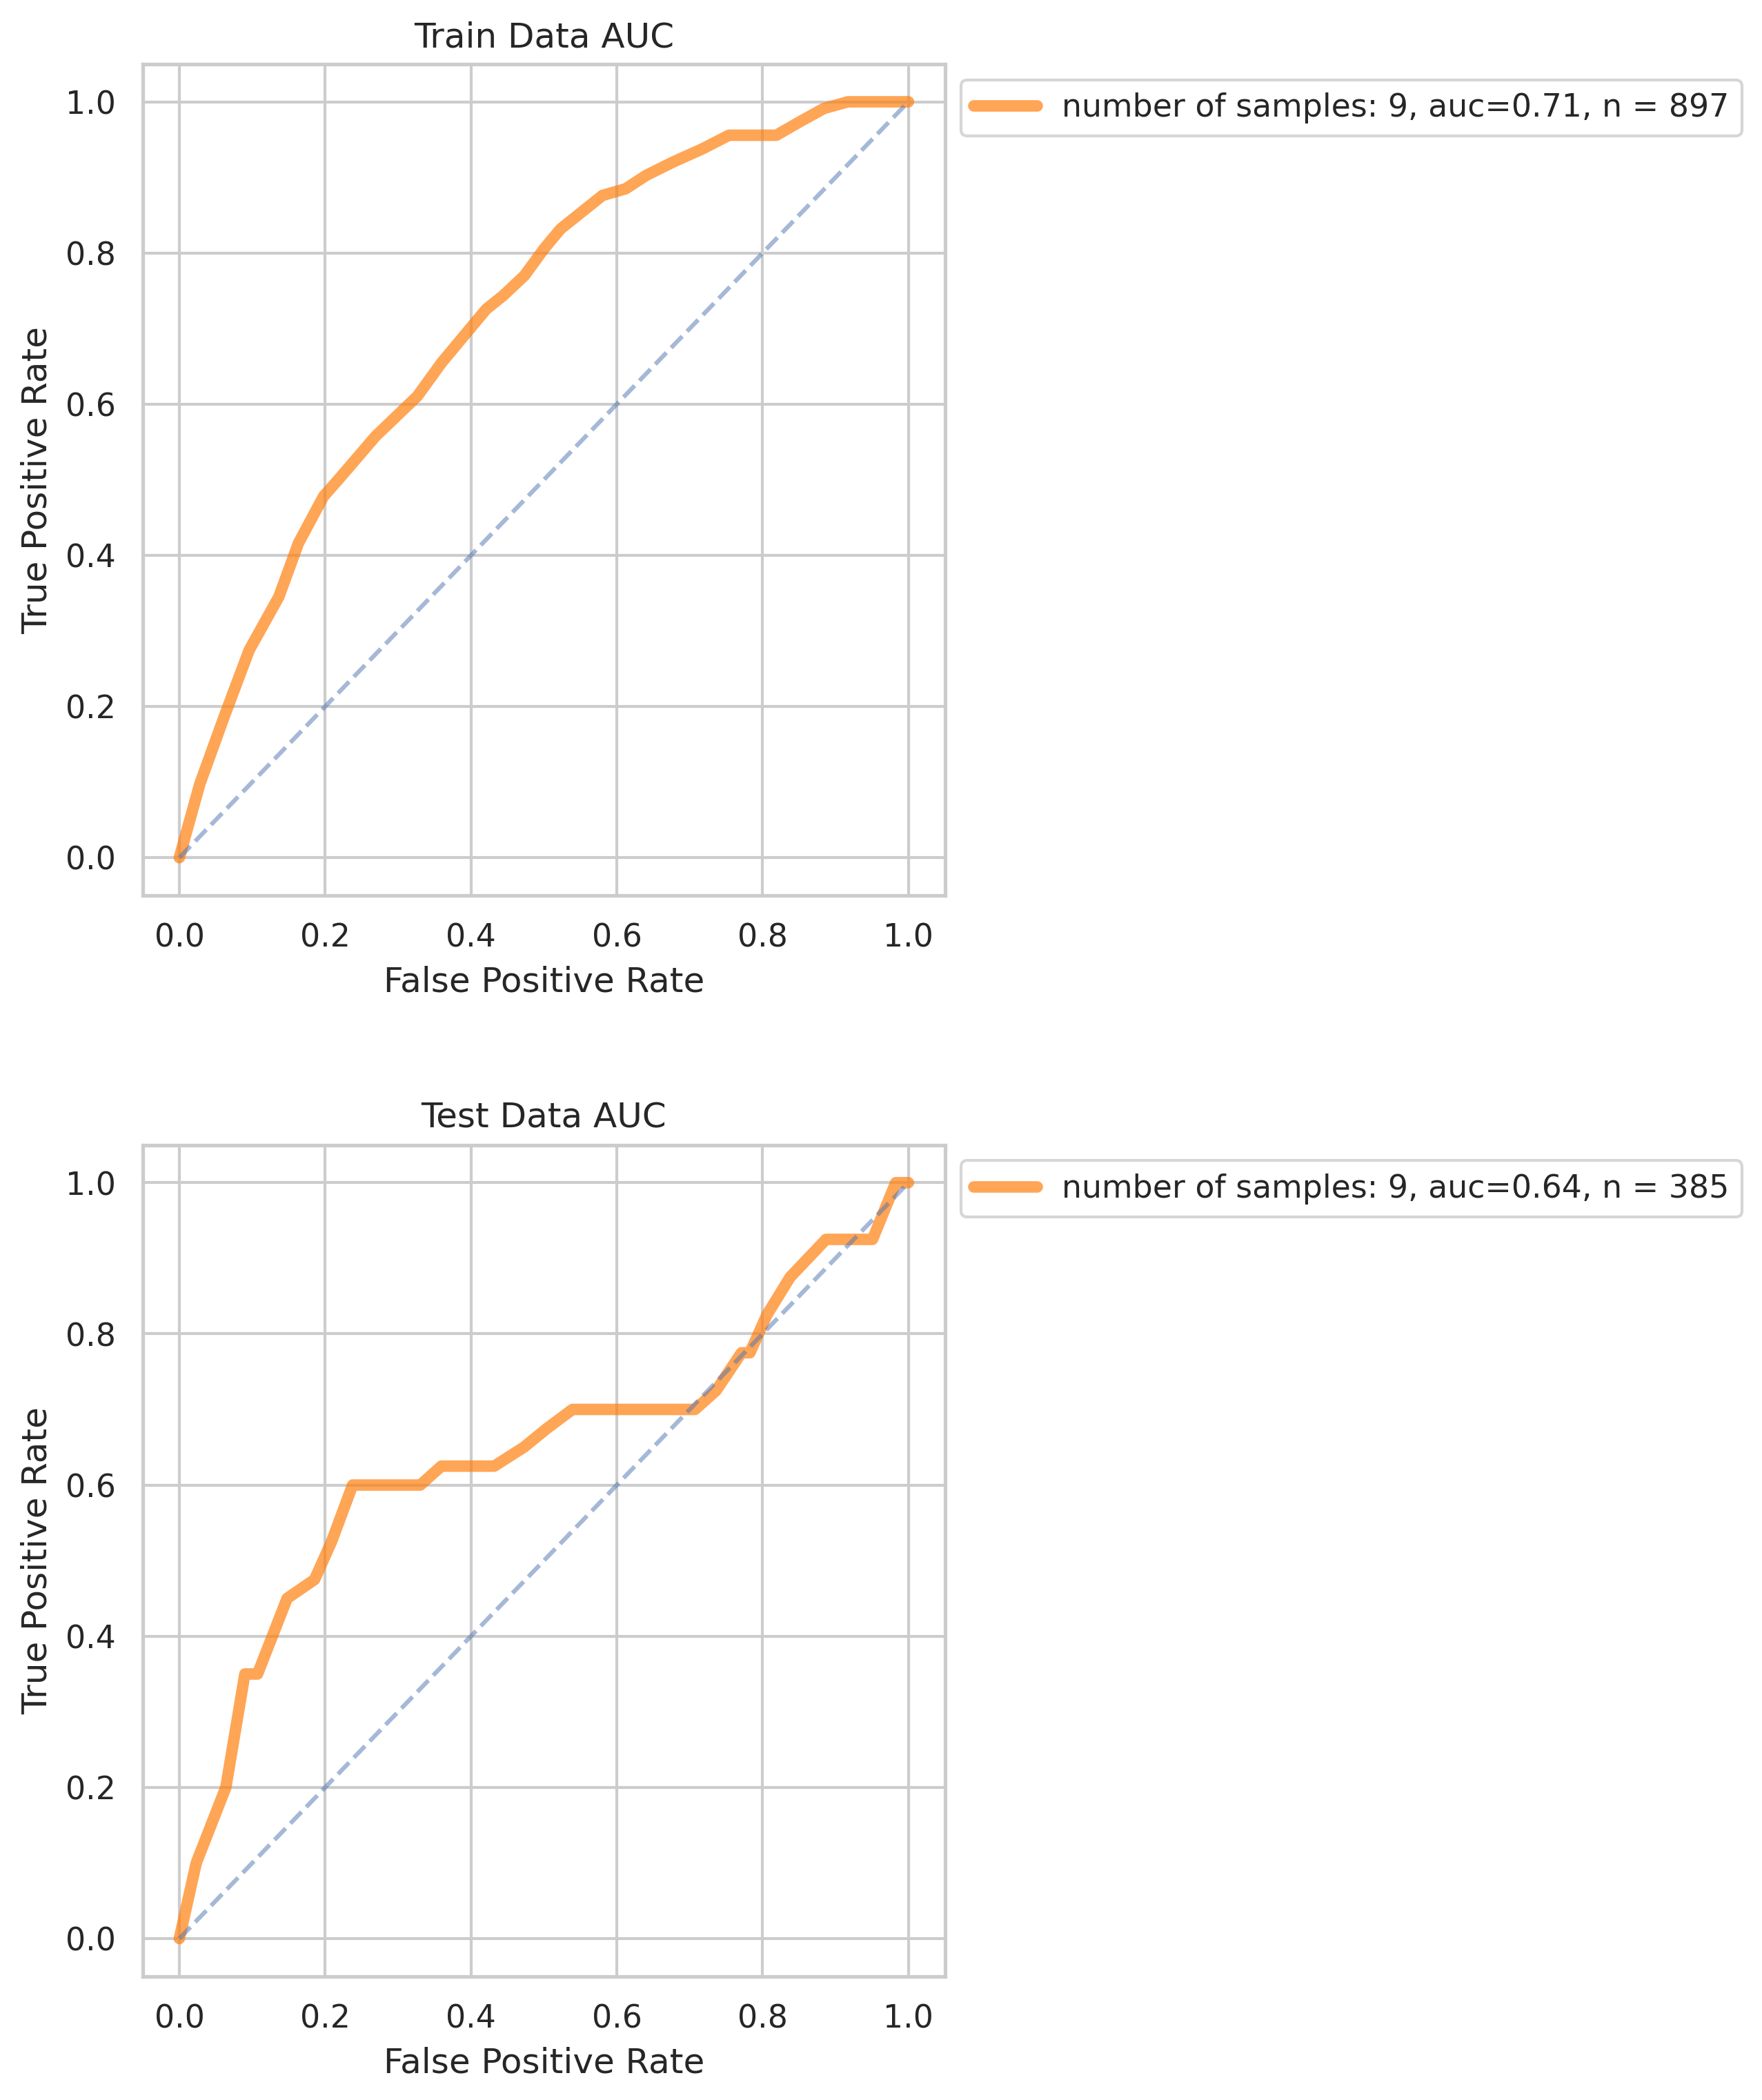 Train Data AUC
number of samples: 9, auc=0.71, n = 897
True Positive Rate
1.0
0.8
0.6
0.4
0.2
0.0
0.0 0.2 0.4 0.6 0.8 1.0
False Positive Rate
Test Data AUC
number of samples: 9, auc=0.64, n = 385
True Positive Rate
1.0
0.8
0.6
0.4
0.2
0.0
0.0 0.2 0.4 0.6 0.8 1.0
False Positive Rate